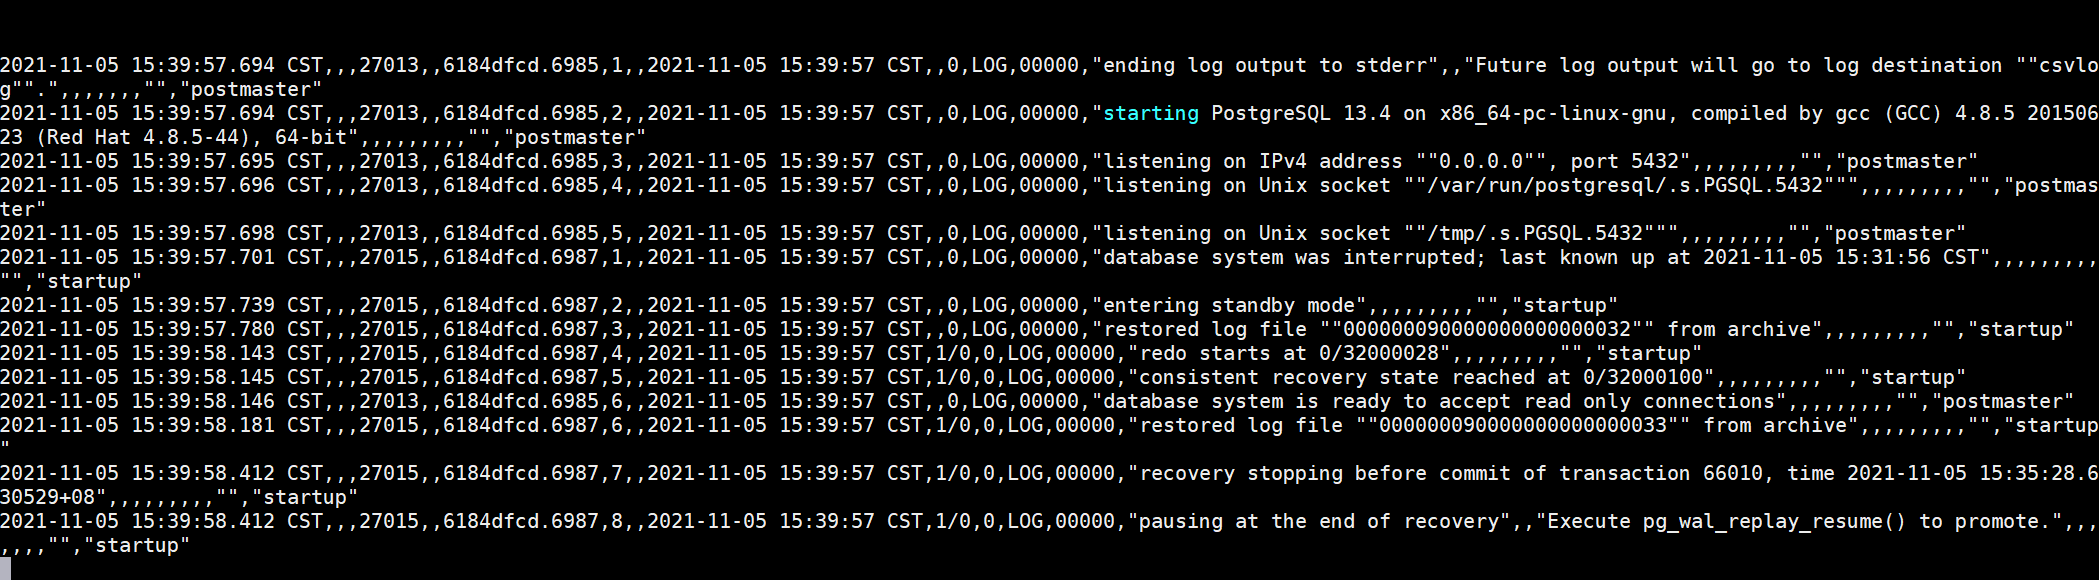 2021-11-05 15:39:57.694 CST,,,27013,,6184dfcd.6985,1,,2021-11-05 15:39:57 CST,,0,LOG,00000,"ending log output to stderr",,"Future log output will go to log destination ""csvlo
g"".",,,,,,,"","postmaster"
2021-11-05 15:39:57.694 CST,,,27013,,6184dfcd.6985,2,,2021-11-05 15:39:57 CST,,0,LOG,00000,"starting PostgreSQL 13.4 on x86_64-pc-linux-gnu, compiled by gcc (GCC) 4.8.5 201506
23 (Red Hat 4.8.5-44), 64-bit",,,,,,,,,"","postmaster"
2021-11-05 15:39:57.695 CST,,,27013,,6184dfcd.6985,3,,2021-11-05 15:39:57 CST,,0,LOG,00000,"listening on IPv4 address ""0.0.0.0"", port 5432",,,,,,,,,"","postmaster"
2021-11-05 15:39:57.696 CST,,,27013,,6184dfcd.6985,4,,2021-11-05 15:39:57 CST,,0,LOG,00000,"listening on Unix socket ""/var/run/postgresql/.s.PGSQL.5432""",,,,,,,,,"","postmas
ter"
2021-11-05 15:39:57.698 CST,,,27013,,6184dfcd.6985,5,,2021-11-05 15:39:57 CST,,0,LOG,00000,"listening on Unix socket ""/tmp/.s.PGSQL.5432""",,,,,,,,,"","postmaster"
2021-11-05 15:39:57.701 CST,,,27015,,6184dfcd.6987,1,,2021-11-05 15:39:57 CST,,0,LOG,00000,"database system was interrupted; last known up at 2021-11-05 15:31:56 CST",,,,,,,,,
"","startup"
2021-11-05 15:39:57.739 CST,,,27015,,6184dfcd.6987,2,,2021-11-05 15:39:57 CST,,0,LOG,00000,"entering standby mode",,,,,,,,,"","startup"
2021-11-05 15:39:57.780 CST,,,27015,,6184dfcd.6987,3,,2021-11-05 15:39:57 CST,,0,LOG,00000,"restored log file ""000000090000000000000032"" from archive",,,,,,,,,"","startup"
2021-11-05 15:39:58.143 CST,,,27015,,6184dfcd.6987,4,,2021-11-05 15:39:57 CST,1/0,0,LOG,00000,"redo starts at 0/32000028",,,,,,,,,"","startup"
2021-11-05 15:39:58.145 CST,,,27015,,6184dfcd.6987,5,,2021-11-05 15:39:57 CST,1/0,0,LOG,00000,"consistent recovery state reached at 0/32000100",,,,,,,,,"","startup"
2021-11-05 15:39:58.146 CST,,,27013,,6184dfcd.6985,6,,2021-11-05 15:39:57 CST,,0,LOG,00000,"database system is ready to accept read only connections",,,,,,,,,"","postmaster"
2021-11-05 15:39:58.181 CST,,,27015,,6184dfcd.6987,6,,2021-11-05 15:39:57 CST,1/0,0,LOG,00000,"restored log file ""000000090000000000000033"" from archive",,,,,,,,,"","startup
"
2021-11-05 15:39:58.412 CST,,,27015,,6184dfcd.6987,7,,2021-11-05 15:39:57 CST,1/0,0,LOG,00000,"recovery stopping before commit of transaction 66010, time 2021-11-05 15:35:28.6
30529+08",,,,,,,,,"","startup"
2021-11-05 15:39:58.412 CST,,,27015,,6184dfcd.6987,8,,2021-11-05 15:39:57 CST,1/0,0,LOG,00000,"pausing at the end of recovery",,"Execute pg_wal_replay_resume() to promote.",,,
,,,,"","startup"